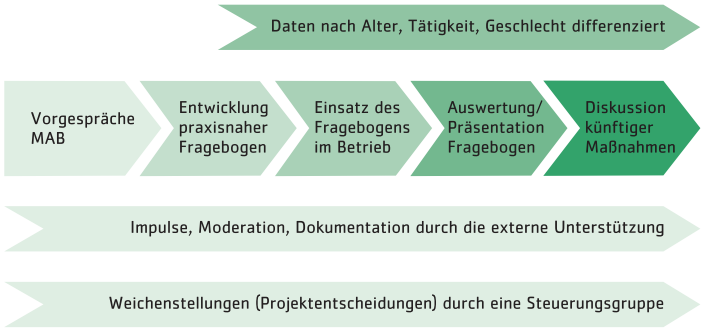 Daten nach Alter, Tätigkeit, Geschlecht differenziert
Vorgespräche
MAB
Entwicklung
praxisnaher
Fragebogen
Einsatz des
Fragebogens
im Betrieb
Auswertung/
Präsentation
Fragebogen
Diskussion
künftiger
Maßnahmen
Impulse, Moderation, Dokumentation durch die externe Unterstützung
Weichenstellungen (Projektentscheidungen) durch eine Steuerungsgruppe